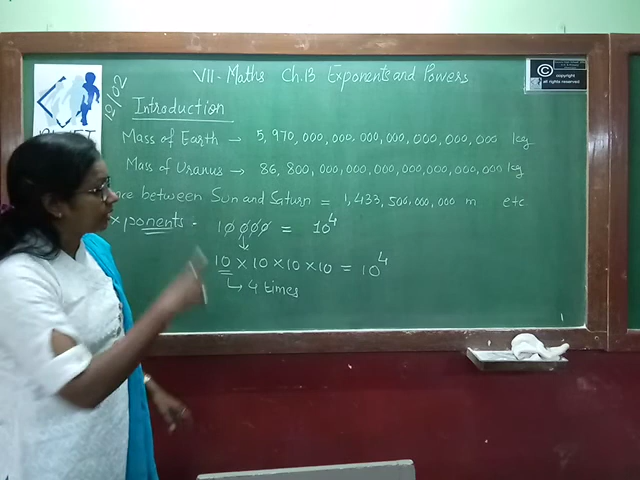 VII - Maths Ch.13 Exponents and Powers
© copyright
all rights reserved
12/02
Introduction
Mass of Earth → 5,970,000,000,000,000,000,000,000 kg
Mass of Uranus → 86,800,000,000,000,000,000,000,000 kg
between Sun and Saturn = 1,433,500,000,000 m etc
xponents - 10000 = 10⁴
10 × 10 × 10 × 10 = 10⁴
↳ 4 times